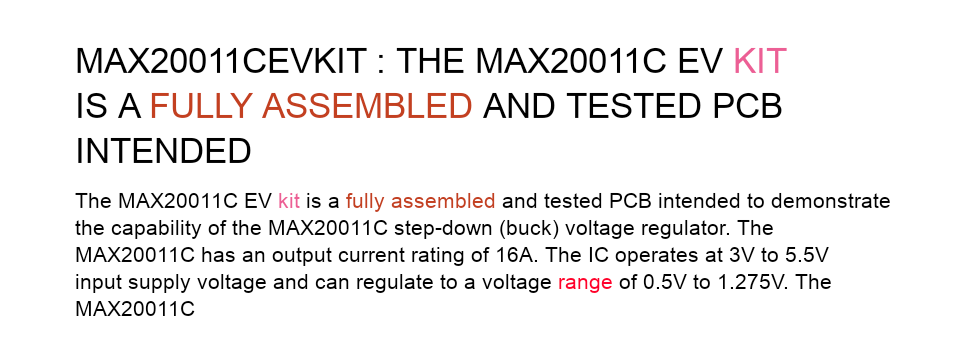 MAX20011CEVKIT : THE MAX20011C EV KIT
IS A FULLY ASSEMBLED AND TESTED PCB
INTENDED
The MAX20011C EV kit is a fully assembled and tested PCB intended to demonstrate
the capability of the MAX20011C step-down (buck) voltage regulator. The
MAX20011C has an output current rating of 16A. The IC operates at 3V to 5.5V
input supply voltage and can regulate to a voltage range of 0.5V to 1.275V. The
MAX20011C